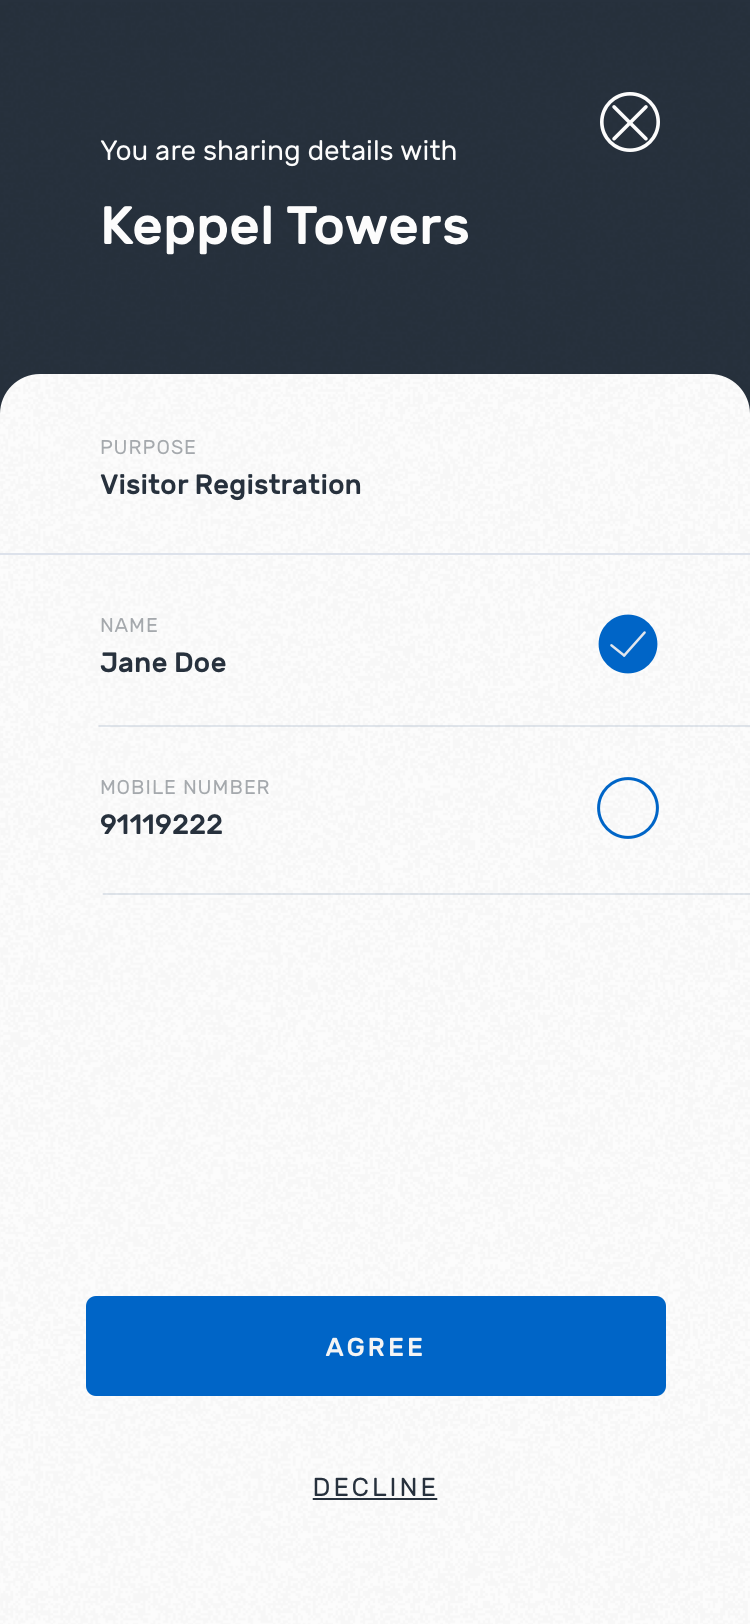 You are sharing details with
Keppel Towers
PURPOSE
Visitor Registration
NAME
Jane Doe
MOBILE NUMBER
91119222
AGREE
DECLINE